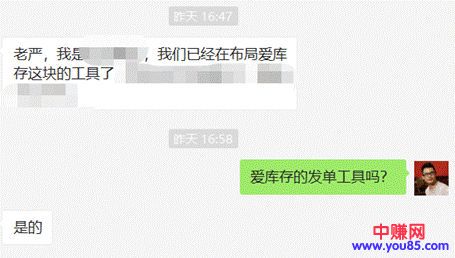 昨天 16:47
老严，我是
，我们已经在布局爱库
存这块的工具了
昨天 16:58
爱库存的发单工具吗？
是的
中赚网
www.you85.com